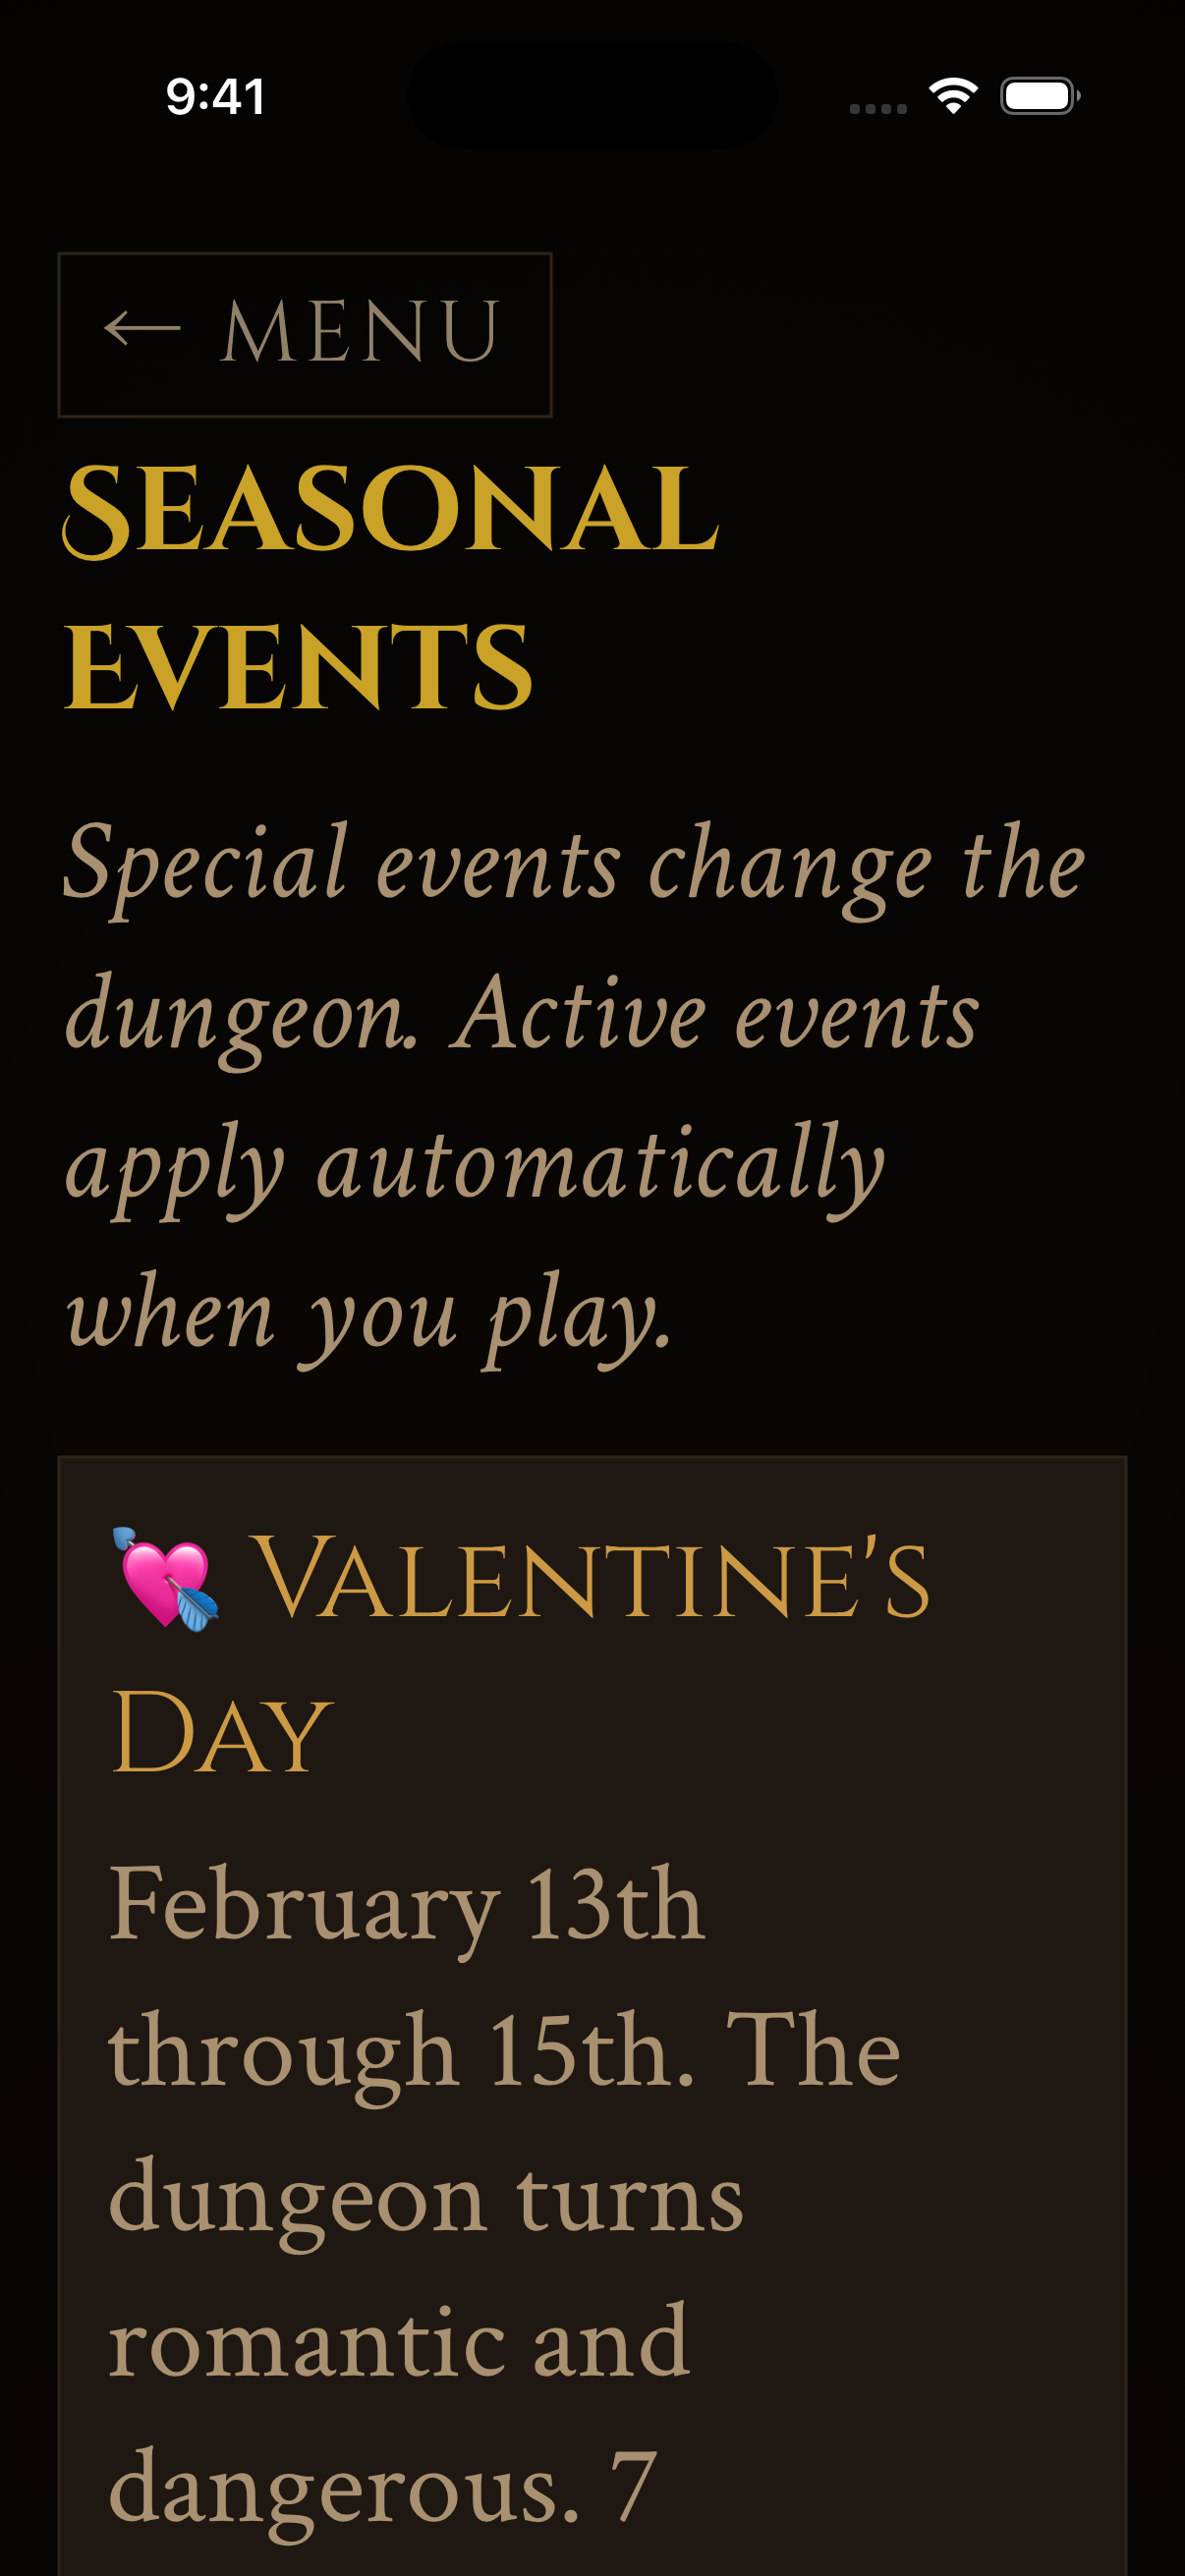 9:41
← MENU
Seasonal
Events
Special events change the
dungeon. Active events
apply automatically
when you play.
💘 Valentine's
Day
February 13th
through 15th. The
dungeon turns
romantic and
dangerous. 7